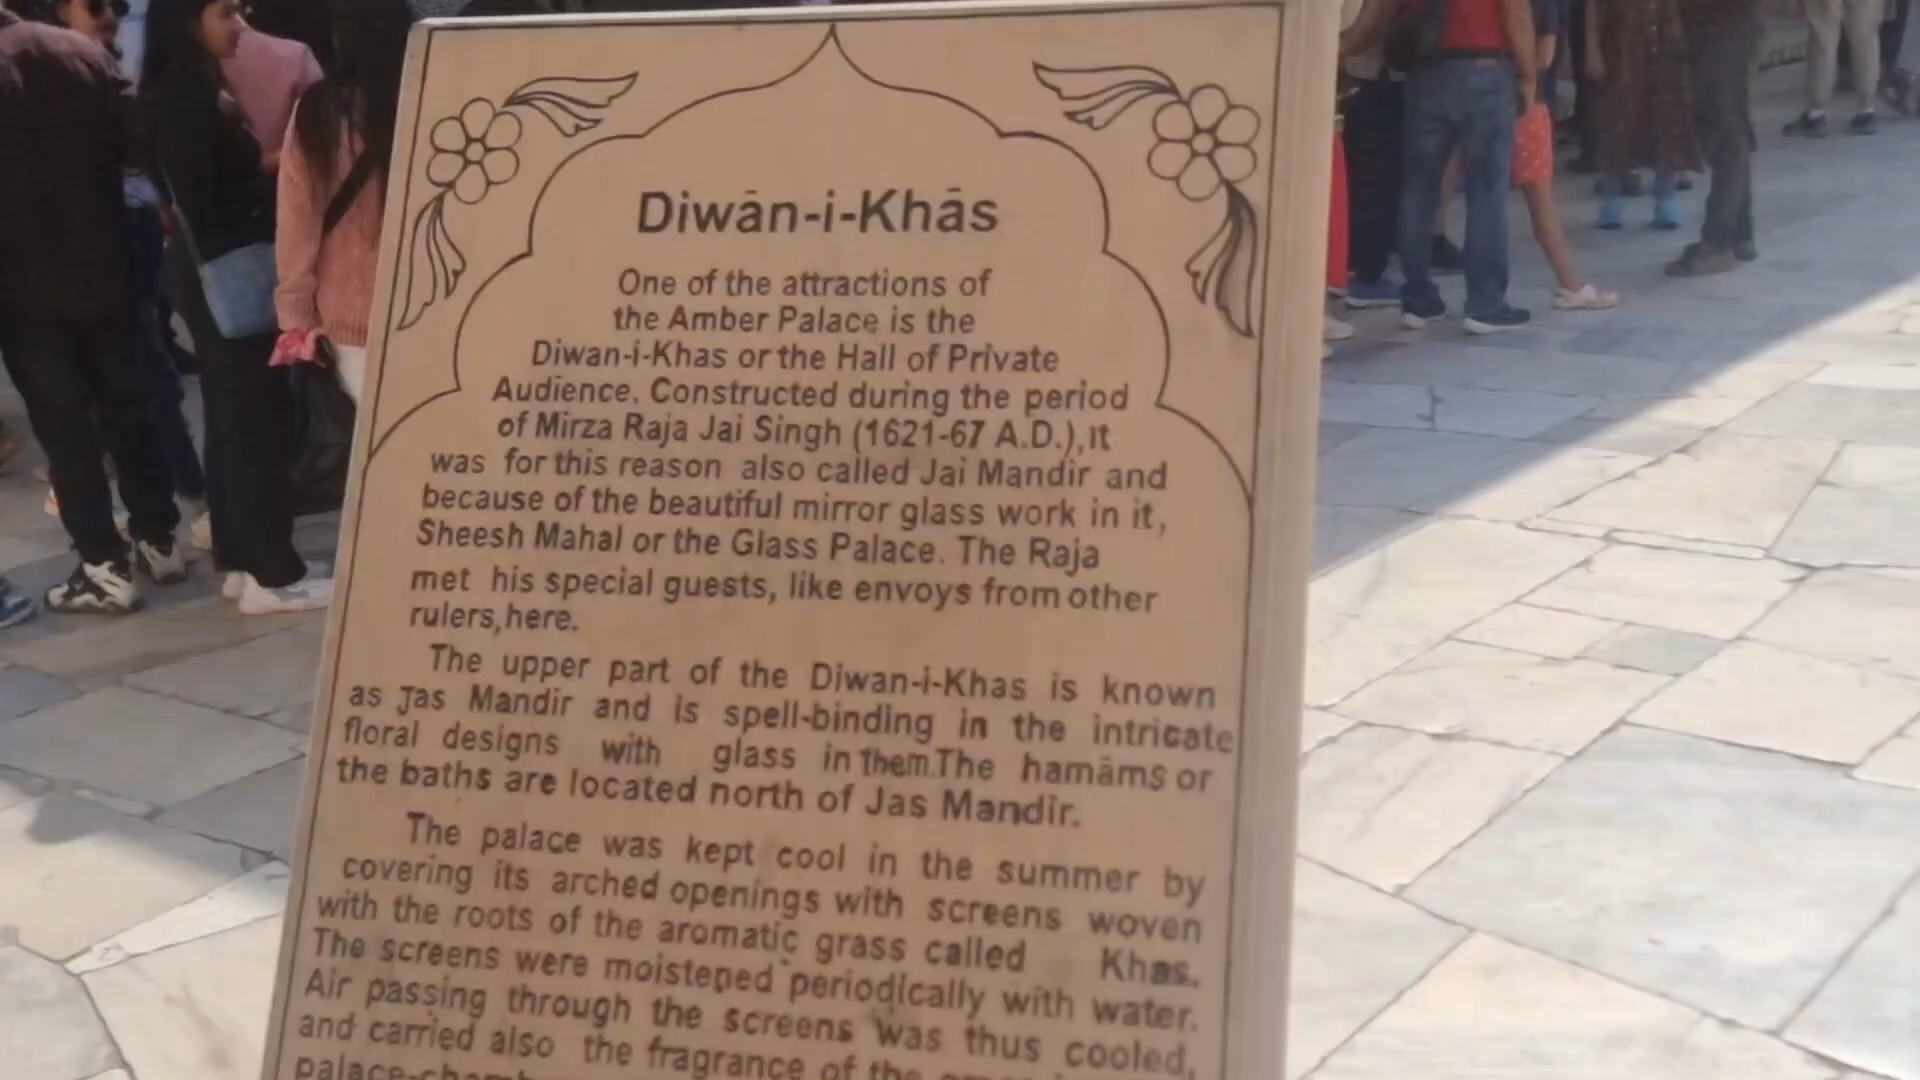 Diwān-i-Khās
One of the attractions of
the Amber Palace is the
Diwan-i-Khas or the Hall of Private
Audience. Constructed during the period
of Mirza Raja Jai Singh (1621-67 A.D.),it
was for this reason also called Jai Mandir and
because of the beautiful mirror glass work in it,
Sheesh Mahal or the Glass Palace. The Raja
met his special guests, like envoys from other
rulers,here.
The upper part of the Diwan-i-Khas is known
as Jas Mandir and is spell-binding in the intricate
floral designs with glass in them.The hamāms or
the baths are located north of Jas Mandir.
The palace was kept cool in the summer by
covering its arched openings with screens woven
with the roots of the aromatic grass called Khas.
The screens were moistened periodically with water.
Air passing through the screens was thus cooled,
and carried also the fragrance of the